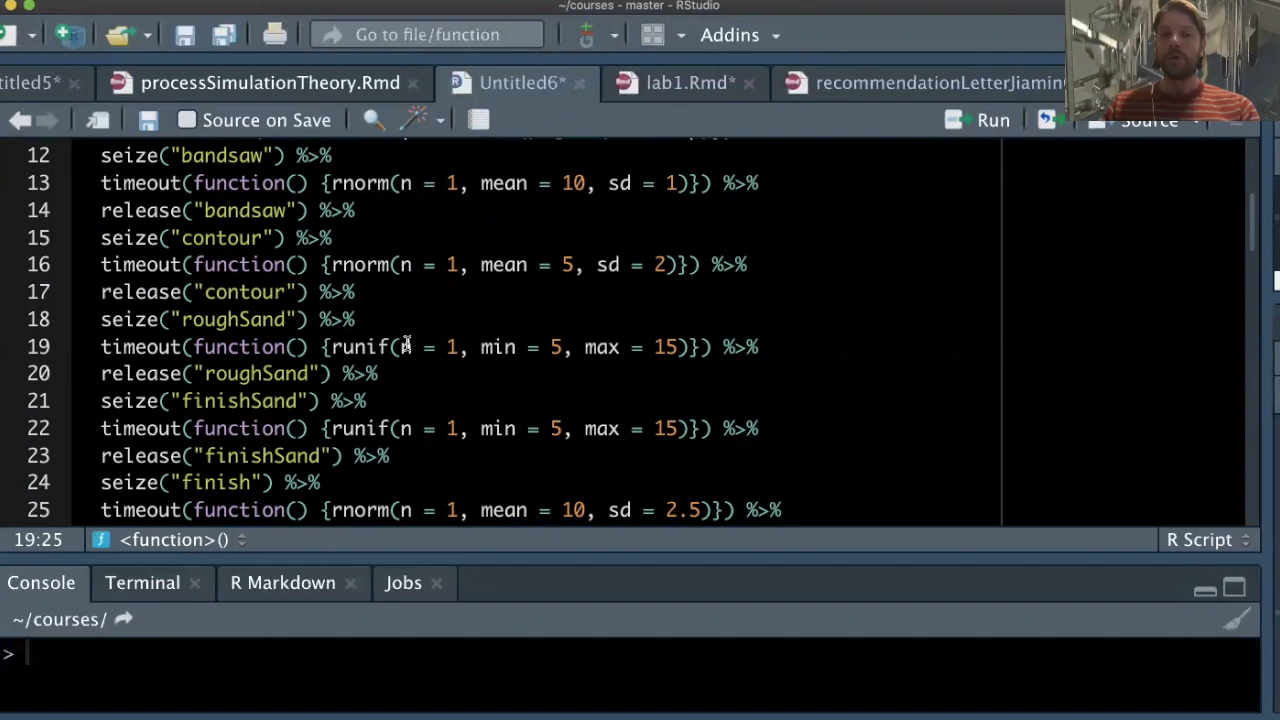 ~/courses - master - RStudio
Go to file/function
Addins
titled5*
processSimulationTheory.Rmd
Untitled6*
lab1.Rmd*
recommendationLetterJiamin
Source on Save
Run
Source
12 seize("bandsaw") %>%
13 timeout(function() {rnorm(n = 1, mean = 10, sd = 1)}) %>%
14 release("bandsaw") %>%
15 seize("contour") %>%
16 timeout(function() {rnorm(n = 1, mean = 5, sd = 2)}) %>%
17 release("contour") %>%
18 seize("roughSand") %>%
19 timeout(function() {runif(n = 1, min = 5, max = 15)}) %>%
20 release("roughSand") %>%
21 seize("finishSand") %>%
22 timeout(function() {runif(n = 1, min = 5, max = 15)}) %>%
23 release("finishSand") %>%
24 seize("finish") %>%
25 timeout(function() {rnorm(n = 1, mean = 10, sd = 2.5)}) %>%
19:25
<function>()
R Script
Console
Terminal
R Markdown
Jobs
~/courses/
>